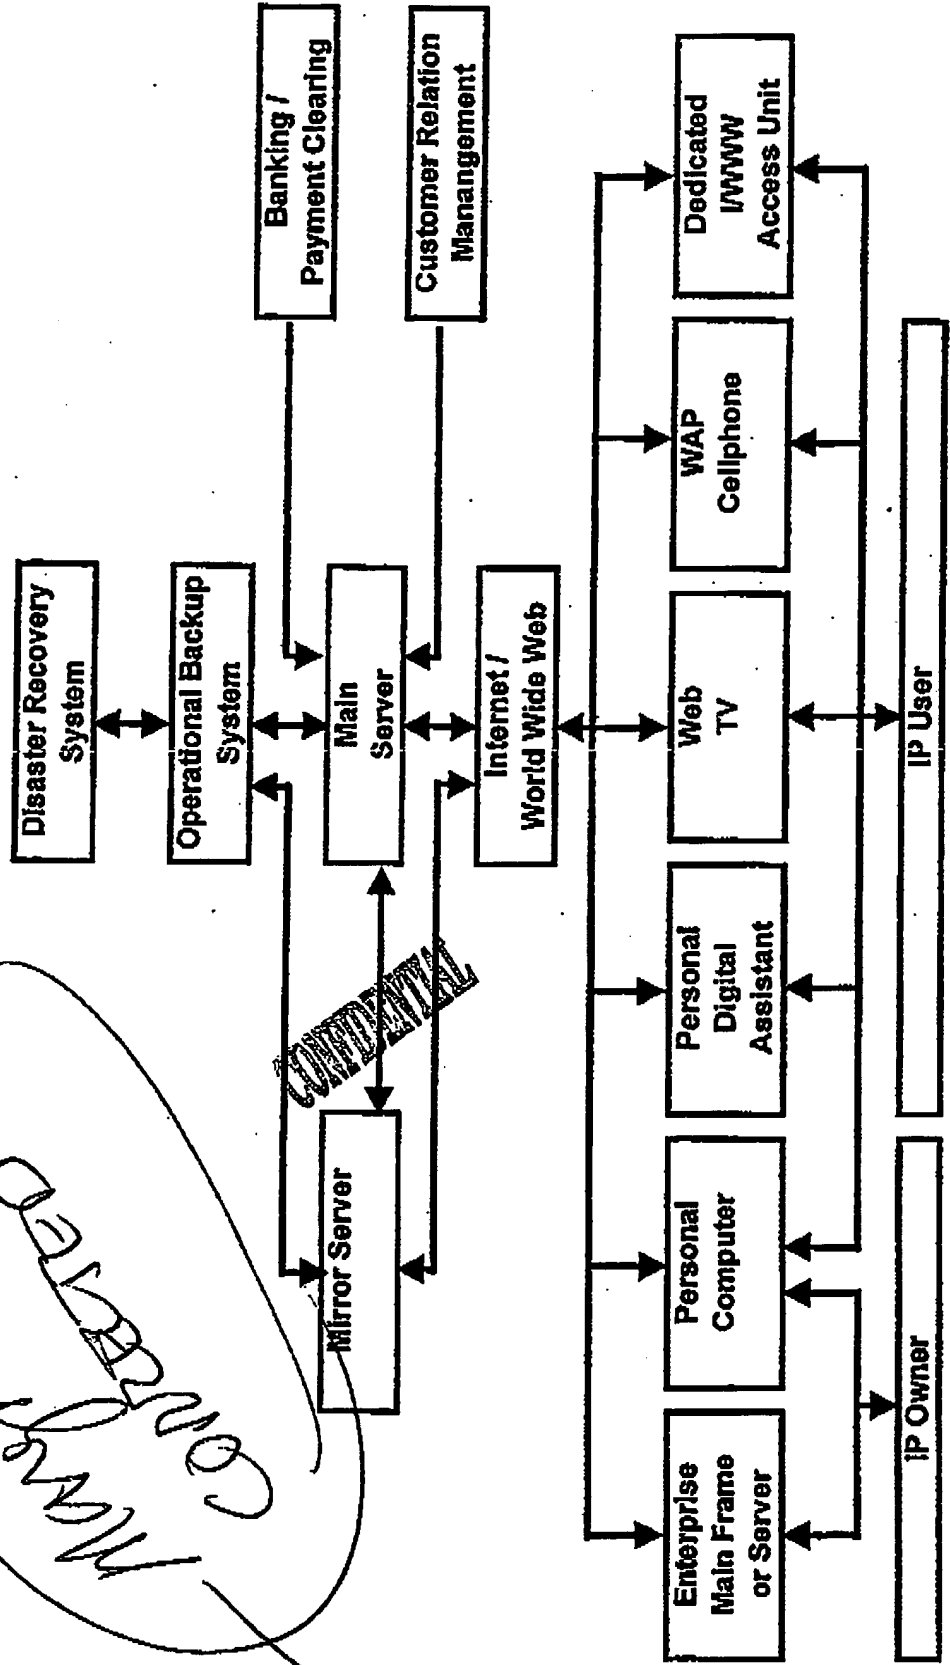 Disaster Recovery
System
Operational Backup
System
Banking /
Payment Clearing
Mirror Server
Main
Server
Customer Relation
Manangement
CONFIDENTIAL
Internet /
World Wide Web
Enterprise
Main Frame
or Server
Personal
Computer
Personal
Digital
Assistant
Web
TV
WAP
Cellphone
Dedicated
I/WWW
Access Unit
IP Owner
IP User